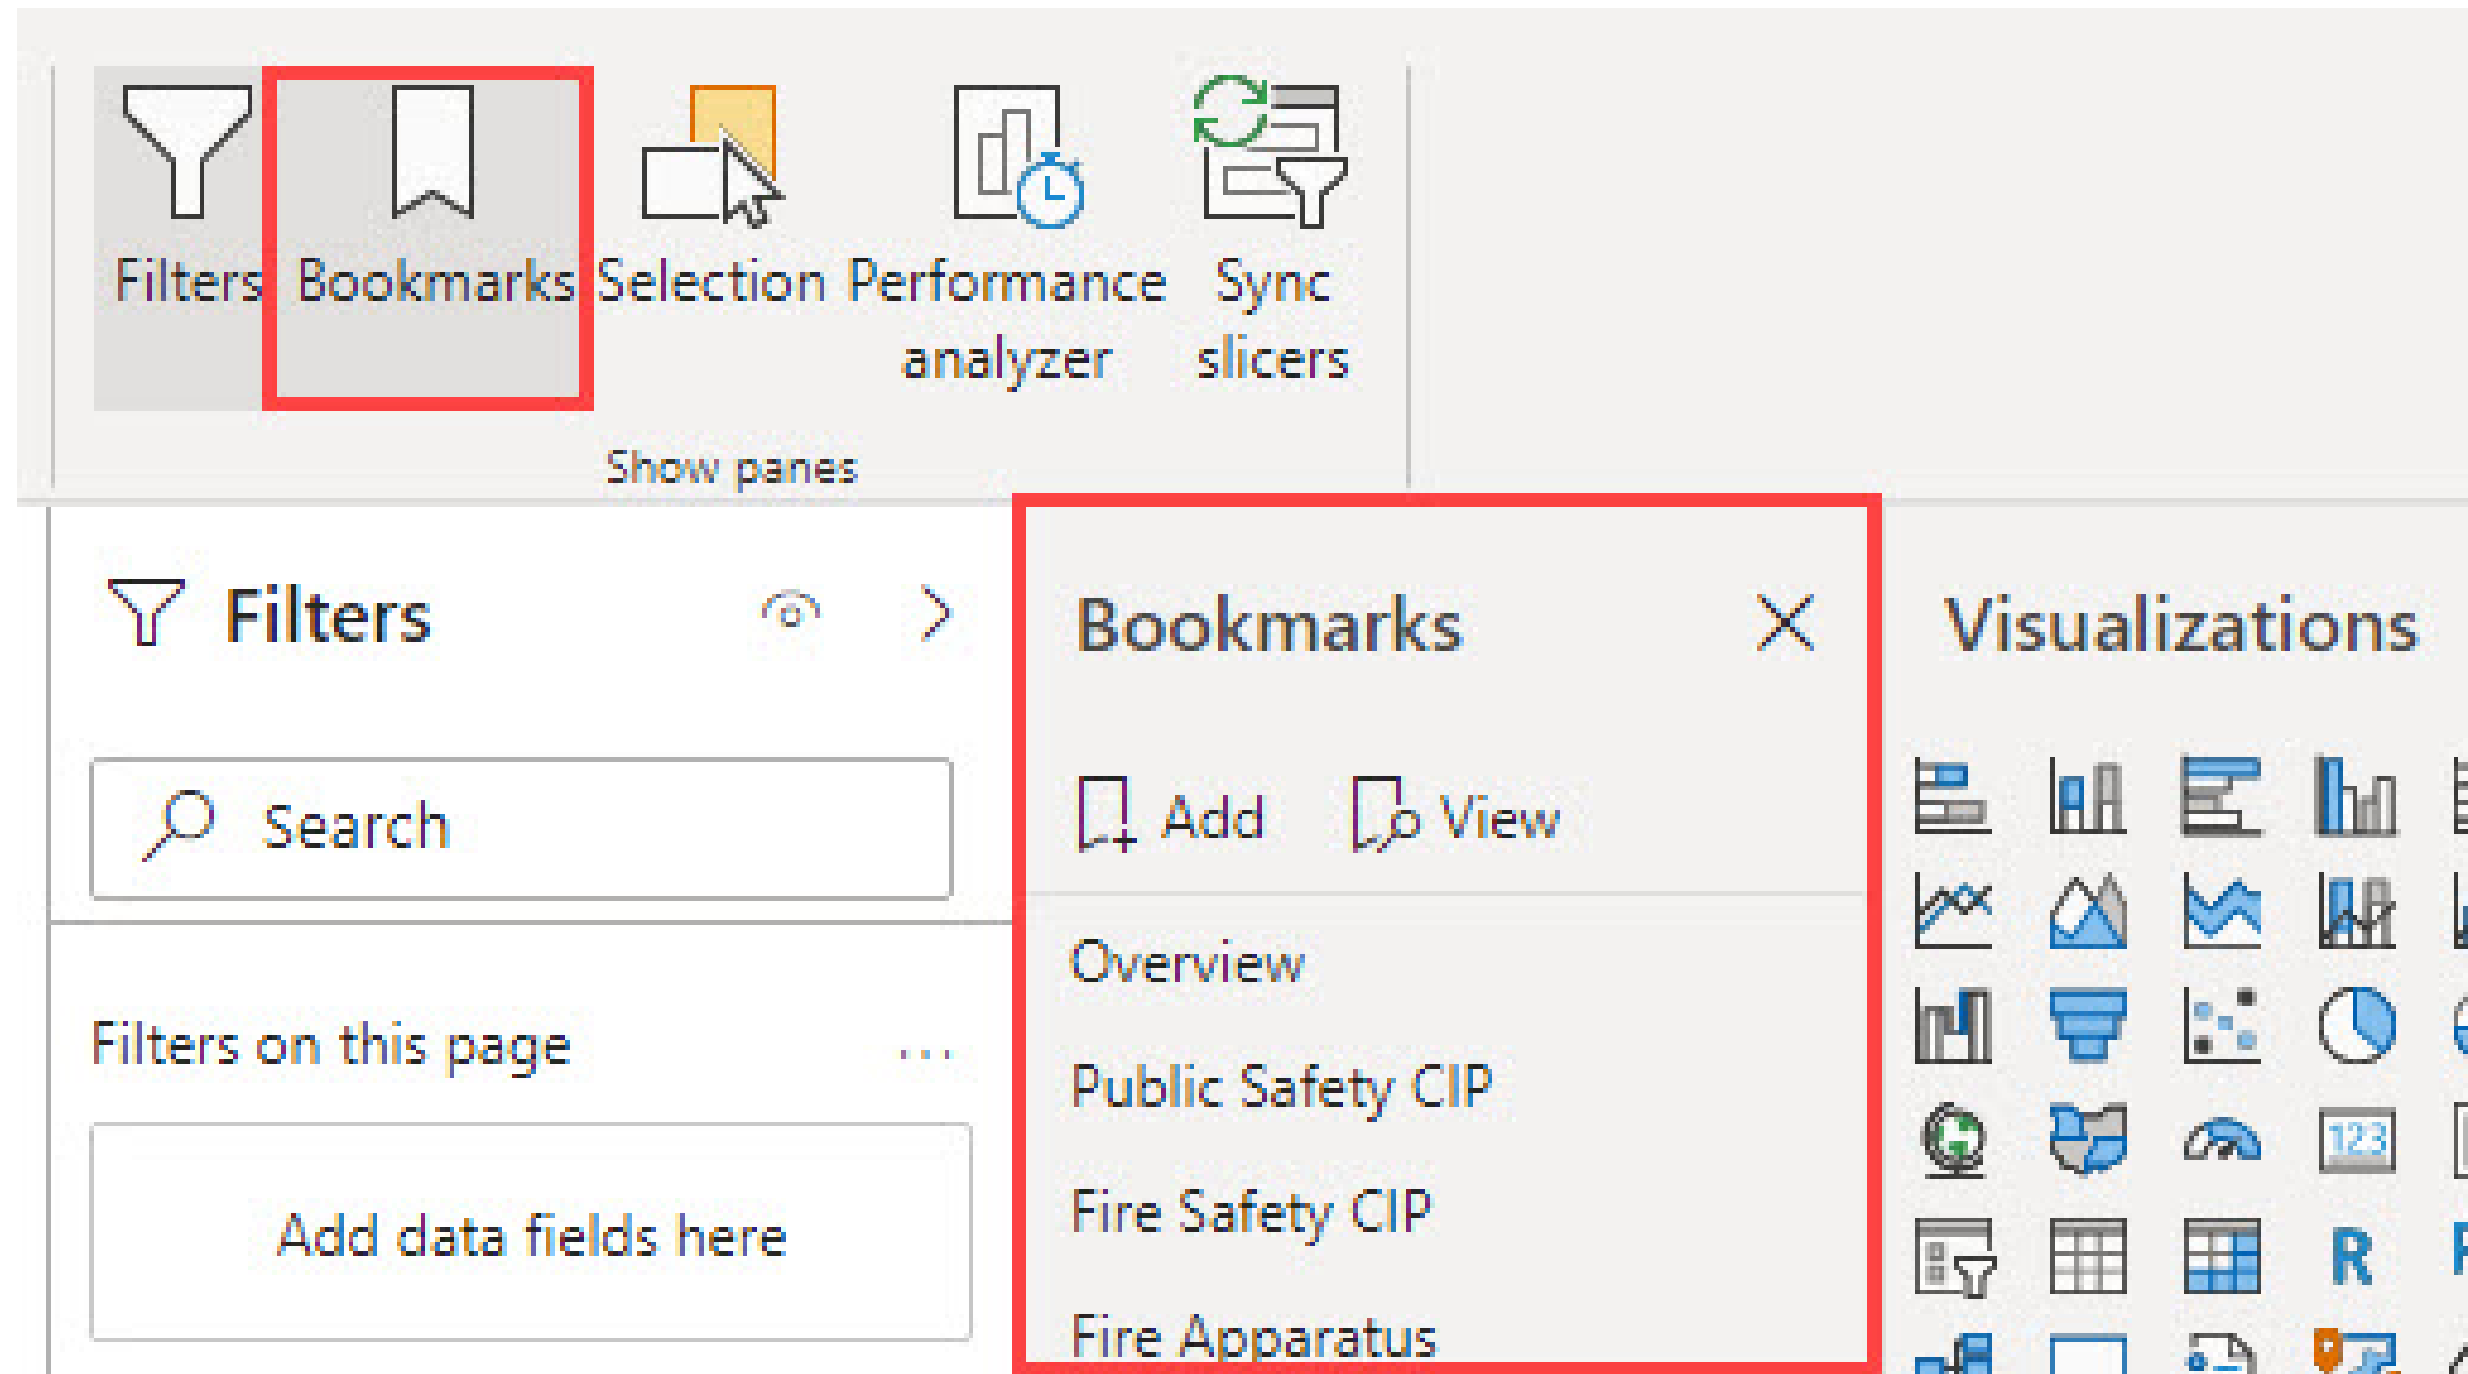 Filters Bookmarks Selection Performance analyzer Sync slicers
Show panes
Filters
Search
Filters on this page ...
Add data fields here
Bookmarks
Add View
Overview
Public Safety CIP
Fire Safety CIP
Fire Apparatus
Visualizations
123
R